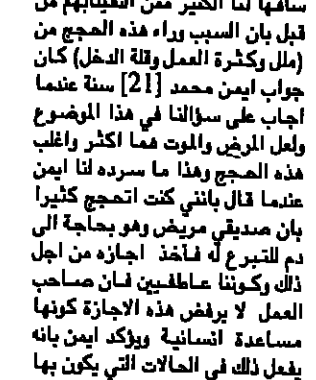 ساقها لنا الكثير ممن التقيناهم من
قبل بان السبب وراء هذه الحجج من
(ملل وكثرة العمل وقلة الدخل) كان
جواب ايمن محمد [21] سنة عندما
اجاب على سؤالنا في هذا الموضوع
ولعل المرض والموت هما اكثر واغلب
هذه الحجج وهذا ما سرده لنا ايمن
عندما قال بانني كنت اتحجج كثيرا
بان صديقي مريض وهو بحاجة الى
دم للتبرع له فأخذ اجازه من اجل
ذلك وكوننا عاطفيين فان صاحب
العمل لا يرفض هذه الاجازة كونها
مساعدة انسانية ويؤكد ايمن بانه
يفعل ذلك في الحالات التي يكون بها